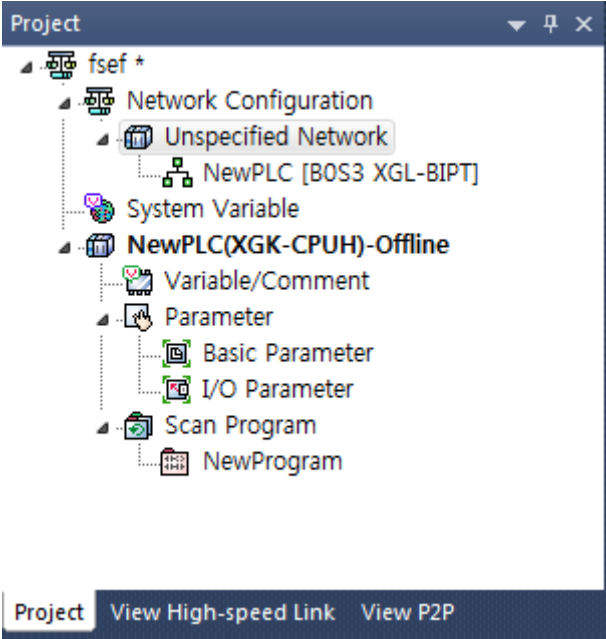 Project
fsef *
Network Configuration
Unspecified Network
NewPLC [B0S3 XGL-BIPT]
System Variable
NewPLC(XGK-CPUH)-Offline
Variable/Comment
Parameter
Basic Parameter
I/O Parameter
Scan Program
NewProgram
Project View High-speed Link View P2P